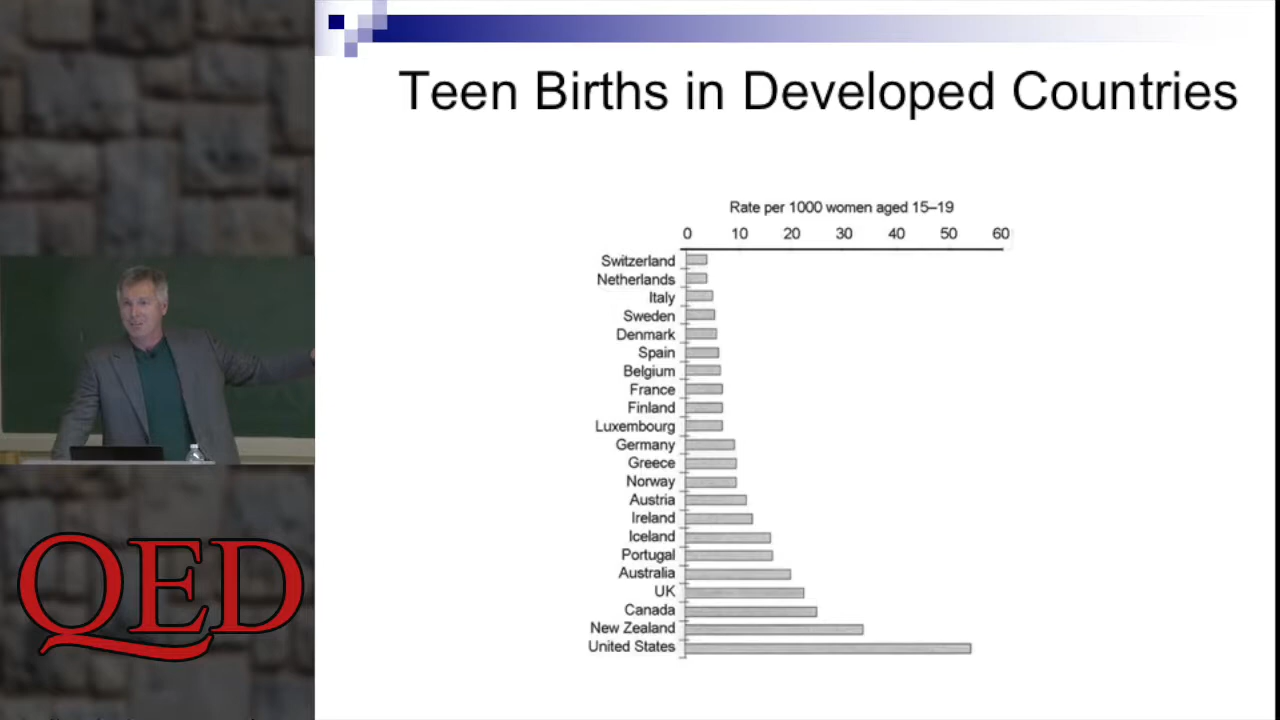 Teen Births in Developed Countries
Rate per 1000 women aged 15–19
0 10 20 30 40 50 60
Switzerland
Netherlands
Italy
Sweden
Denmark
Spain
Belgium
France
Finland
Luxembourg
Germany
Greece
Norway
Austria
Ireland
Iceland
Portugal
Australia
UK
Canada
New Zealand
United States
QED